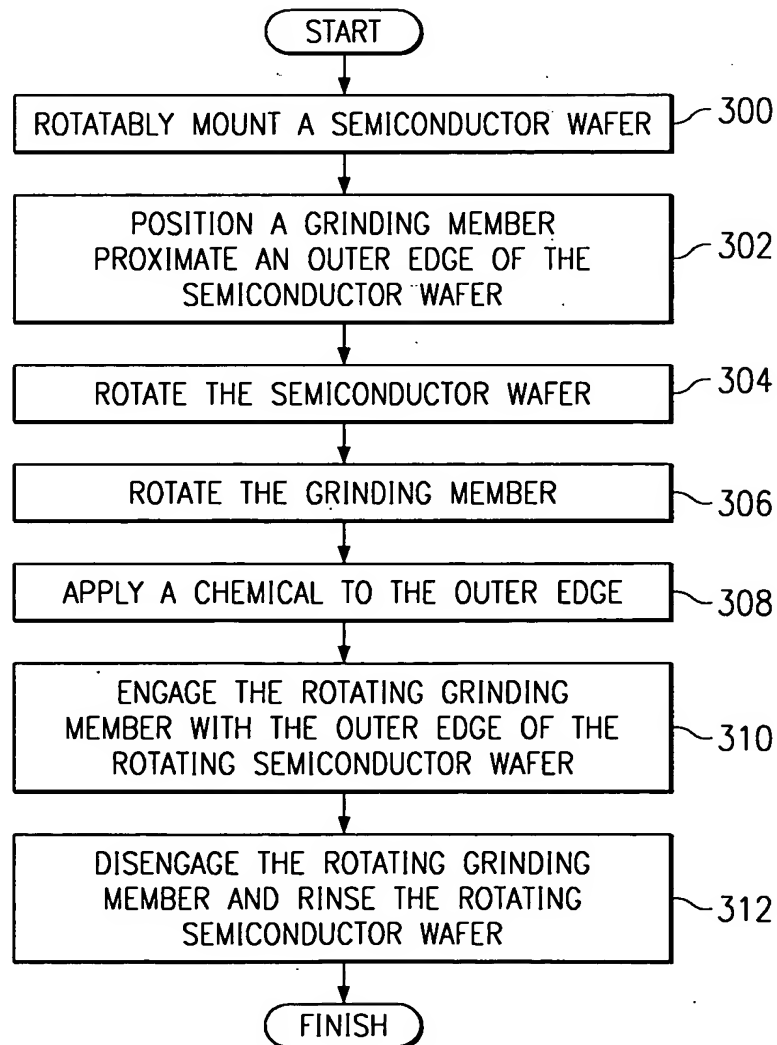 START
ROTATABLY MOUNT A SEMICONDUCTOR WAFER
300
POSITION A GRINDING MEMBER
PROXIMATE AN OUTER EDGE OF THE
SEMICONDUCTOR WAFER
302
ROTATE THE SEMICONDUCTOR WAFER
304
ROTATE THE GRINDING MEMBER
306
APPLY A CHEMICAL TO THE OUTER EDGE
308
ENGAGE THE ROTATING GRINDING
MEMBER WITH THE OUTER EDGE OF THE
ROTATING SEMICONDUCTOR WAFER
310
DISENGAGE THE ROTATING GRINDING
MEMBER AND RINSE THE ROTATING
SEMICONDUCTOR WAFER
312
FINISH